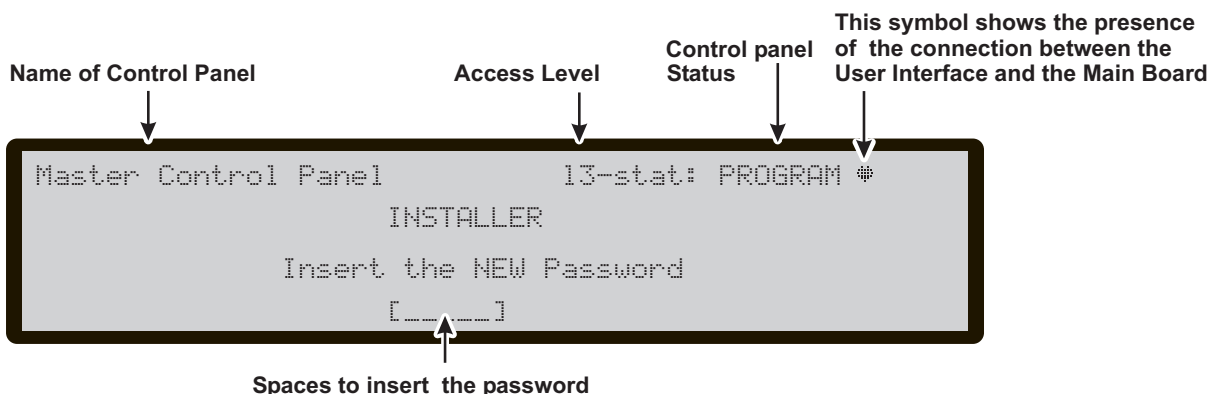 This symbol shows the presence
of the connection between the
User Interface and the Main Board
Control panel
Status
Name of Control Panel
Access Level
Master Control Panel l3-stat: PROGRAM
INSTALLER
Insert the NEW Password
[_____]
Spaces to insert the password